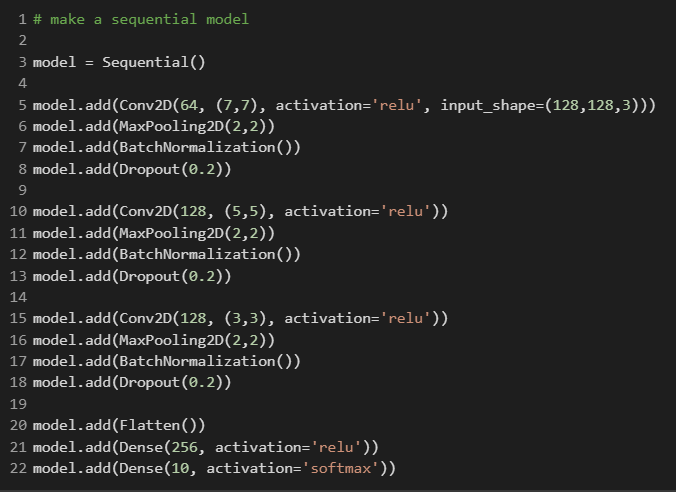 1 # make a sequential model
2
3 model = Sequential()
4
5 model.add(Conv2D(64, (7,7), activation='relu', input_shape=(128,128,3)))
6 model.add(MaxPooling2D(2,2))
7 model.add(BatchNormalization())
8 model.add(Dropout(0.2))
9
10 model.add(Conv2D(128, (5,5), activation='relu'))
11 model.add(MaxPooling2D(2,2))
12 model.add(BatchNormalization())
13 model.add(Dropout(0.2))
14
15 model.add(Conv2D(128, (3,3), activation='relu'))
16 model.add(MaxPooling2D(2,2))
17 model.add(BatchNormalization())
18 model.add(Dropout(0.2))
19
20 model.add(Flatten())
21 model.add(Dense(256, activation='relu'))
22 model.add(Dense(10, activation='softmax'))